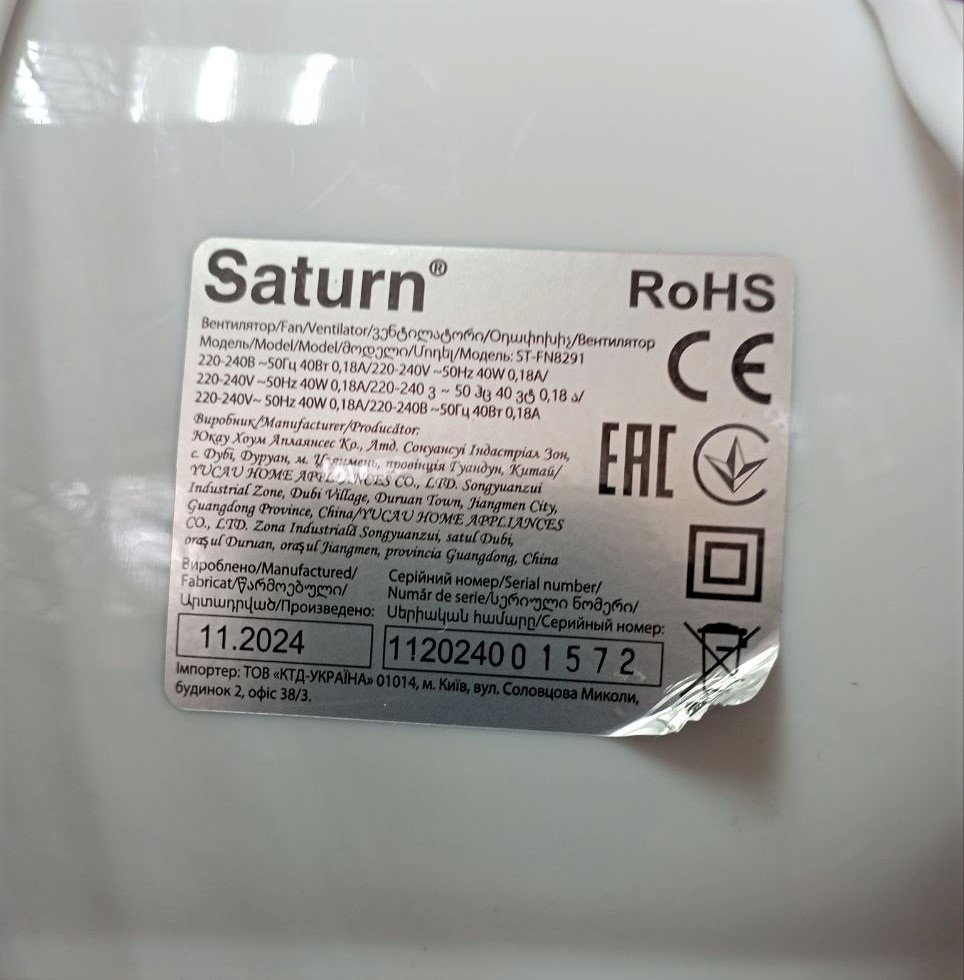 Saturn®
RoHS
Вентилятор/Fan/Ventilator/ვენტილატორი/Օդափոխիչ/Вентилятор
Модель/Model/Model/მოდელი/Մոդել/Модель: ST-FN8291
220-240В ~50Гц 40Вт 0,18А/220-240V ~50Hz 40W 0,18A/
220-240V ~50Hz 40W 0,18A/220-240 ვ ~ 50 ჰც 40 ვტ 0,18 ა/
220-240V~ 50Hz 40W 0,18A/220-240В ~50Гц 40Вт 0,18А
CE
EAC
Виробник/Manufacturer/Producător:
Юкау Хоум Аплаянсес Ко., Лтд. Сонуансуі Індастріал Зон,
с. Дубі, Дуруан, м. провінція Гуандун, Китай/
YUCAU HOME APPLIANCES CO., LTD. Songyuanzui
Industrial Zone, Dubi Village, Duruan Town, Jiangmen City,
Guangdong Province, China/YUCAU HOME APPLIANCES
CO., LTD. Zona Industrială Songyuanzui, satul Dubi,
orașul Duruan, orașul Jiangmen, provincia Guangdong, China
Вироблено/Manufactured/
Fabricat/წარმოებული/
Արտադրված/Произведено:
11.2024
Серійний номер/Serial number/
Număr de serie/სერიული ნომერი/
Սերիական համարը/Серийный номер:
112024001572
Імпортер: ТОВ «КТД-УКРАЇНА» 01014, м. Київ, вул. Соловцова Миколи,
будинок 2, офіс 38/3.